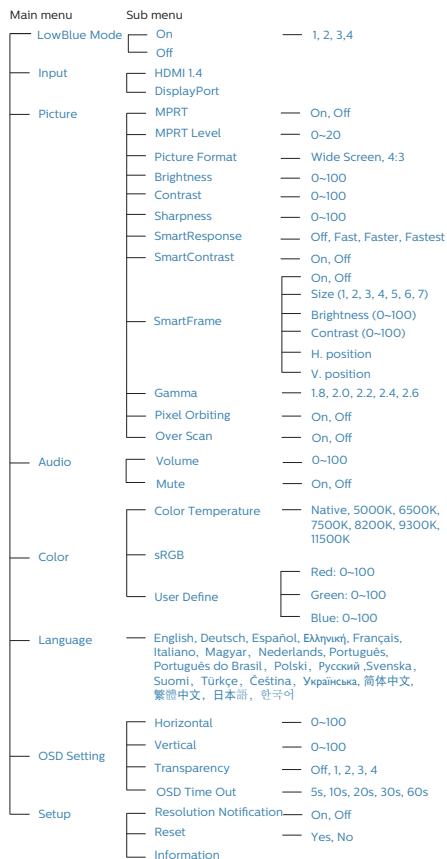 Main menu Sub menu
LowBlue Mode On 1, 2, 3,4
Off
Input HDMI 1.4
DisplayPort
Picture MPRT On, Off
MPRT Level 0~20
Picture Format Wide Screen, 4:3
Brightness 0~100
Contrast 0~100
Sharpness 0~100
SmartResponse Off, Fast, Faster, Fastest
SmartContrast On, Off
SmartFrame On, Off
Size (1, 2, 3, 4, 5, 6, 7)
Brightness (0~100)
Contrast (0~100)
H. position
V. position
Gamma 1.8, 2.0, 2.2, 2.4, 2.6
Pixel Orbiting On, Off
Over Scan On, Off
Audio Volume 0~100
Mute On, Off
Color Color Temperature Native, 5000K, 6500K,
7500K, 8200K, 9300K,
11500K
sRGB
User Define Red: 0~100
Green: 0~100
Blue: 0~100
Language English, Deutsch, Español, Ελληνική, Français,
Italiano, Magyar, Nederlands, Português,
Português do Brasil, Polski, Русский ,Svenska,
Suomi, Türkçe, Čeština, Українська, 简体中文,
繁體中文, 日本語, 한국어
OSD Setting Horizontal 0~100
Vertical 0~100
Transparency Off, 1, 2, 3, 4
OSD Time Out 5s, 10s, 20s, 30s, 60s
Setup Resolution Notification On, Off
Reset Yes, No
Information